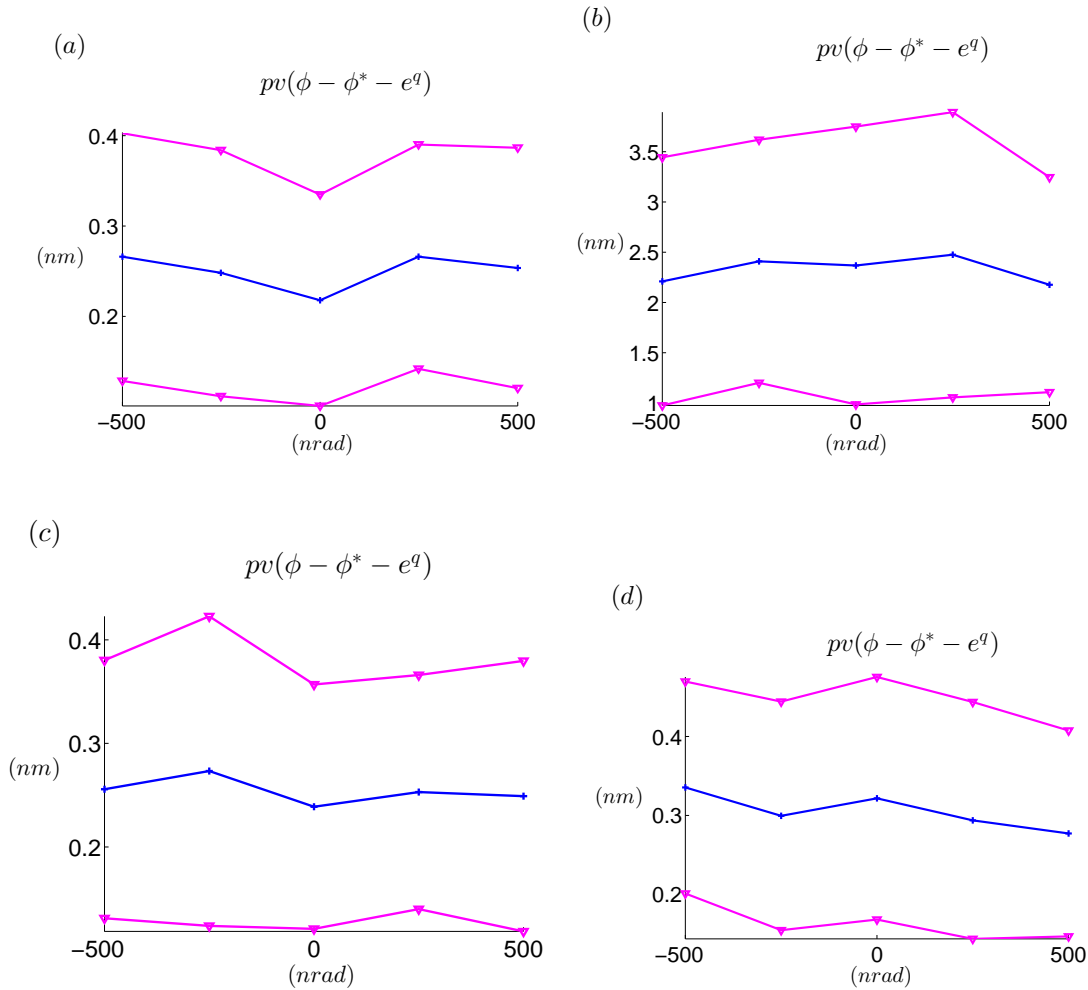 (a)
pv(ϕ − ϕ* − e^q)
0.4
0.3
(nm)
0.2
−500 0 500
(nrad)
(b)
pv(ϕ − ϕ* − e^q)
3.5
3
(nm)
2.5
2
1.5
1
−500 0 500
(nrad)
(c)
pv(ϕ − ϕ* − e^q)
0.4
0.3
(nm)
0.2
−500 0 500
(nrad)
(d)
pv(ϕ − ϕ* − e^q)
0.4
(nm)
0.3
0.2
−500 0 500
(nrad)